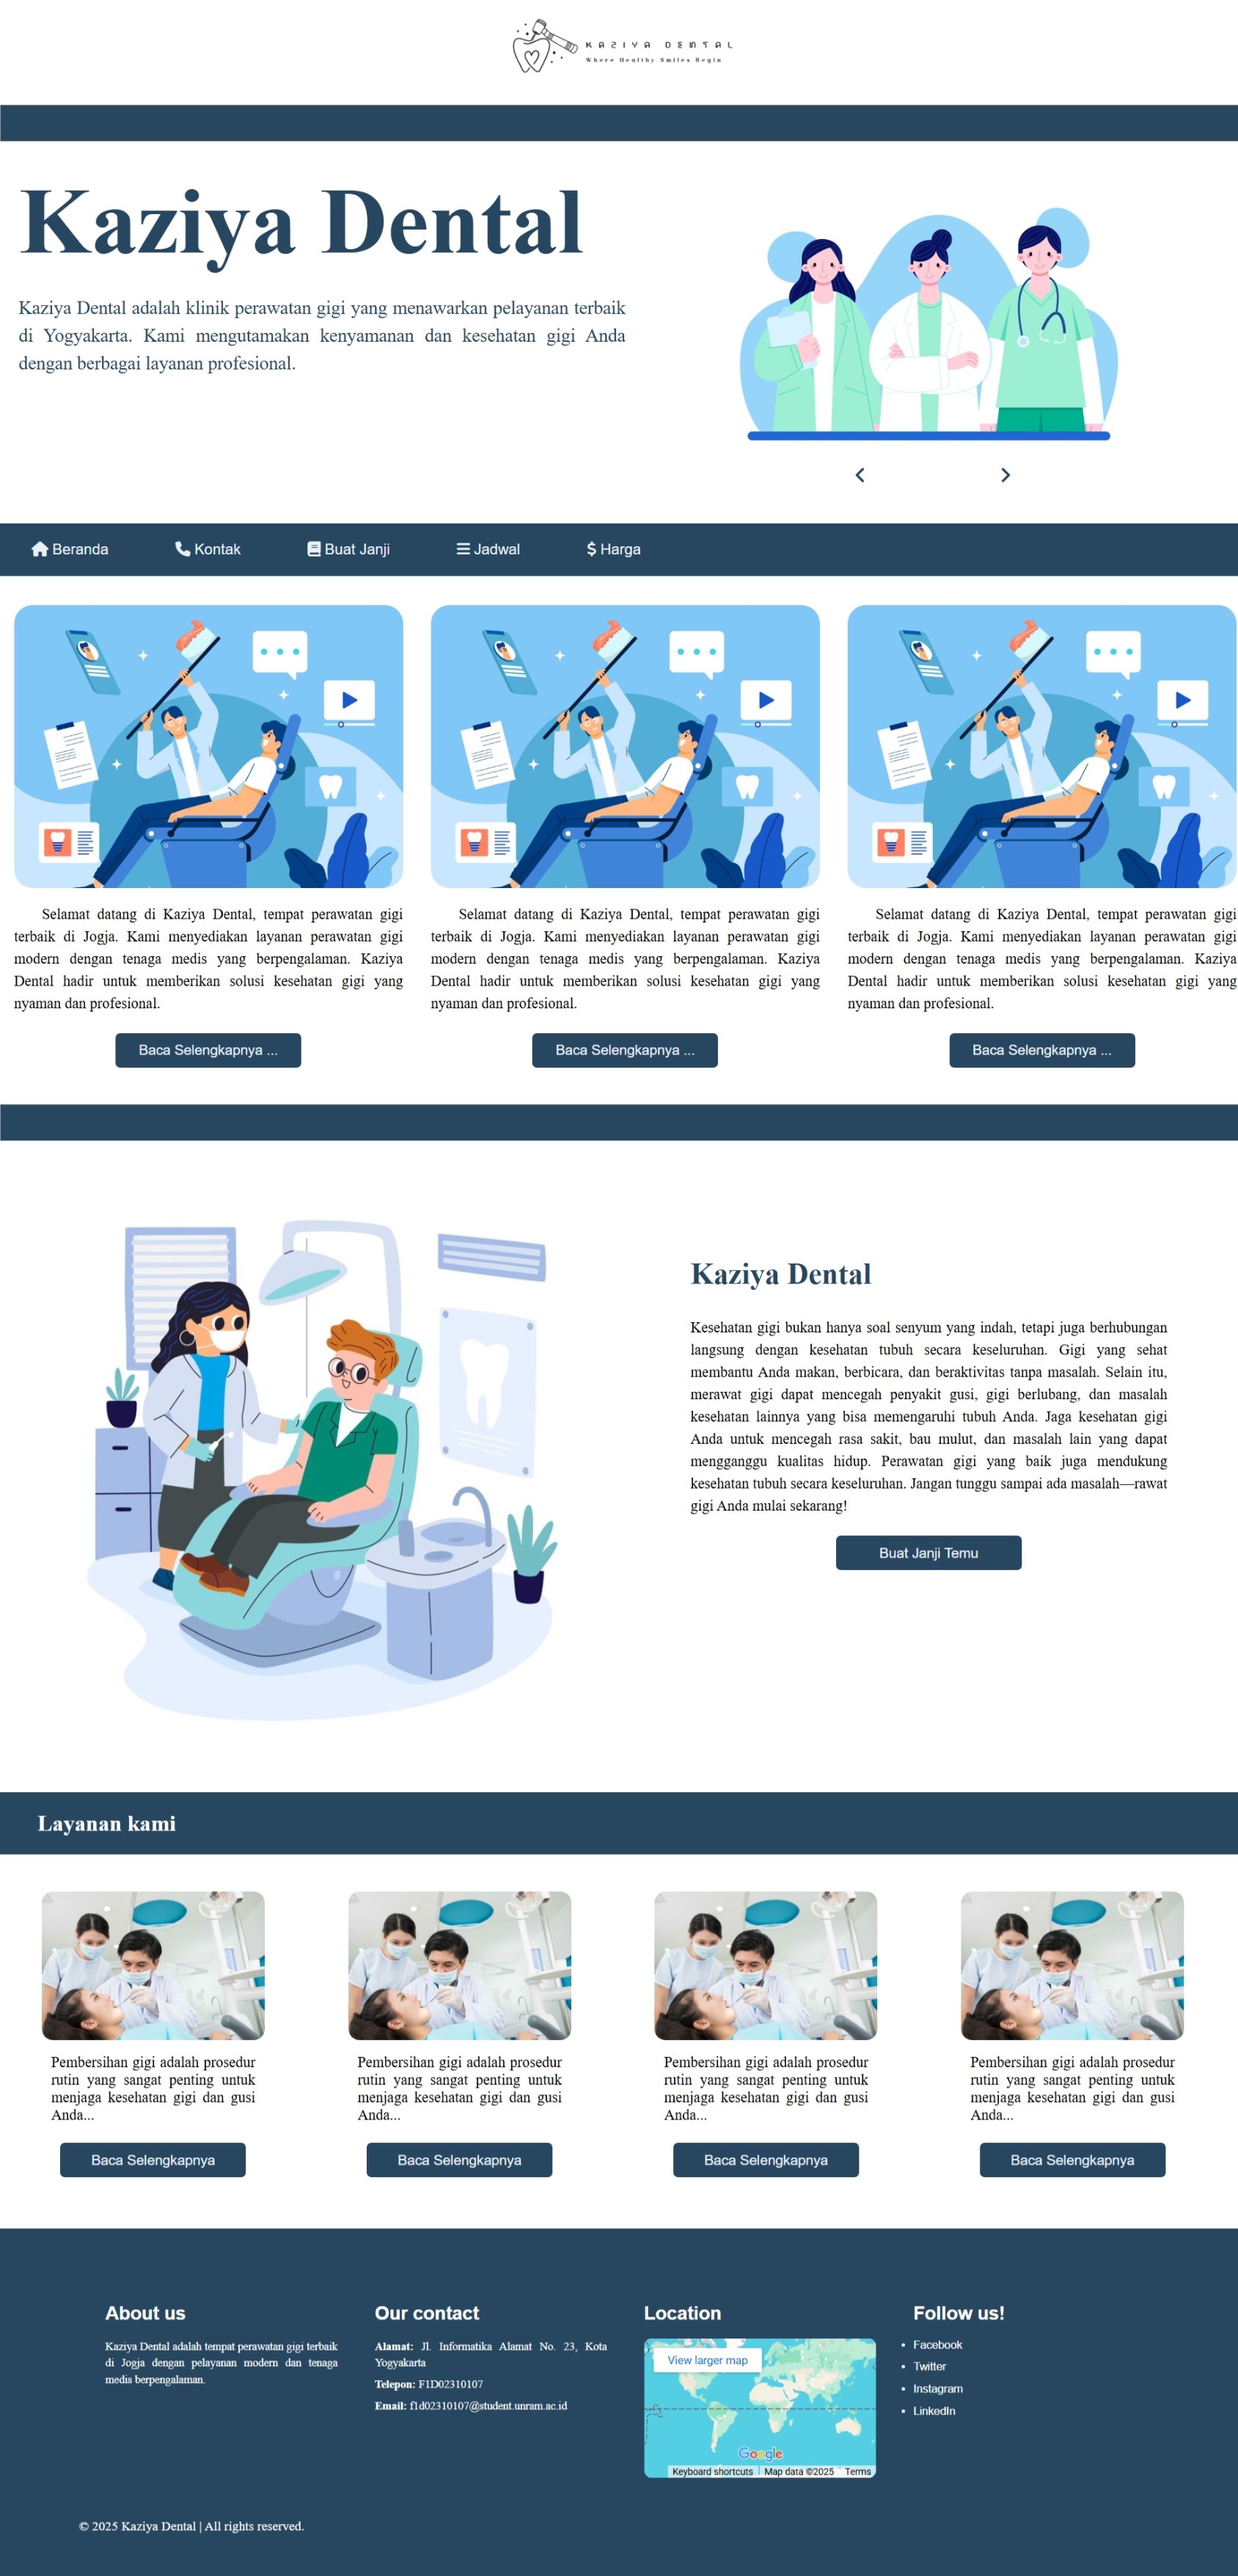 KAZIYA DENTAL
Where Healthy Smiles Begin
Kaziya Dental
Kaziya Dental adalah klinik perawatan gigi yang menawarkan pelayanan terbaik
di Yogyakarta. Kami mengutamakan kenyamanan dan kesehatan gigi Anda
dengan berbagai layanan profesional.
Beranda Kontak Buat Janji Jadwal $ Harga
Selamat datang di Kaziya Dental, tempat perawatan gigi
terbaik di Jogja. Kami menyediakan layanan perawatan gigi
modern dengan tenaga medis yang berpengalaman. Kaziya
Dental hadir untuk memberikan solusi kesehatan gigi yang
nyaman dan profesional.
Baca Selengkapnya ...
Selamat datang di Kaziya Dental, tempat perawatan gigi
terbaik di Jogja. Kami menyediakan layanan perawatan gigi
modern dengan tenaga medis yang berpengalaman. Kaziya
Dental hadir untuk memberikan solusi kesehatan gigi yang
nyaman dan profesional.
Baca Selengkapnya ...
Selamat datang di Kaziya Dental, tempat perawatan gigi
terbaik di Jogja. Kami menyediakan layanan perawatan gigi
modern dengan tenaga medis yang berpengalaman. Kaziya
Dental hadir untuk memberikan solusi kesehatan gigi yang
nyaman dan profesional.
Baca Selengkapnya ...
Kaziya Dental
Kesehatan gigi bukan hanya soal senyum yang indah, tetapi juga berhubungan
langsung dengan kesehatan tubuh secara keseluruhan. Gigi yang sehat
membantu Anda makan, berbicara, dan beraktivitas tanpa masalah. Selain itu,
merawat gigi dapat mencegah penyakit gusi, gigi berlubang, dan masalah
kesehatan lainnya yang bisa memengaruhi tubuh Anda. Jaga kesehatan gigi
Anda untuk mencegah rasa sakit, bau mulut, dan masalah lain yang dapat
mengganggu kualitas hidup. Perawatan gigi yang baik juga mendukung
kesehatan tubuh secara keseluruhan. Jangan tunggu sampai ada masalah—rawat
gigi Anda mulai sekarang!
Buat Janji Temu
Layanan kami
Pembersihan gigi adalah prosedur
rutin yang sangat penting untuk
menjaga kesehatan gigi dan gusi
Anda...
Baca Selengkapnya
Pembersihan gigi adalah prosedur
rutin yang sangat penting untuk
menjaga kesehatan gigi dan gusi
Anda...
Baca Selengkapnya
Pembersihan gigi adalah prosedur
rutin yang sangat penting untuk
menjaga kesehatan gigi dan gusi
Anda...
Baca Selengkapnya
Pembersihan gigi adalah prosedur
rutin yang sangat penting untuk
menjaga kesehatan gigi dan gusi
Anda...
Baca Selengkapnya
About us
Kaziya Dental adalah tempat perawatan gigi terbaik
di Jogja dengan pelayanan modern dan tenaga
medis berpengalaman.
Our contact
Alamat: Jl. Informatika Alamat No. 23, Kota
Yogyakarta
Telepon: F1D02310107
Email: f1d02310107@student.unram.ac.id
Location
View larger map
Google
Keyboard shortcuts Map data ©2025 Terms
Follow us!
• Facebook
• Twitter
• Instagram
• LinkedIn
© 2025 Kaziya Dental | All rights reserved.